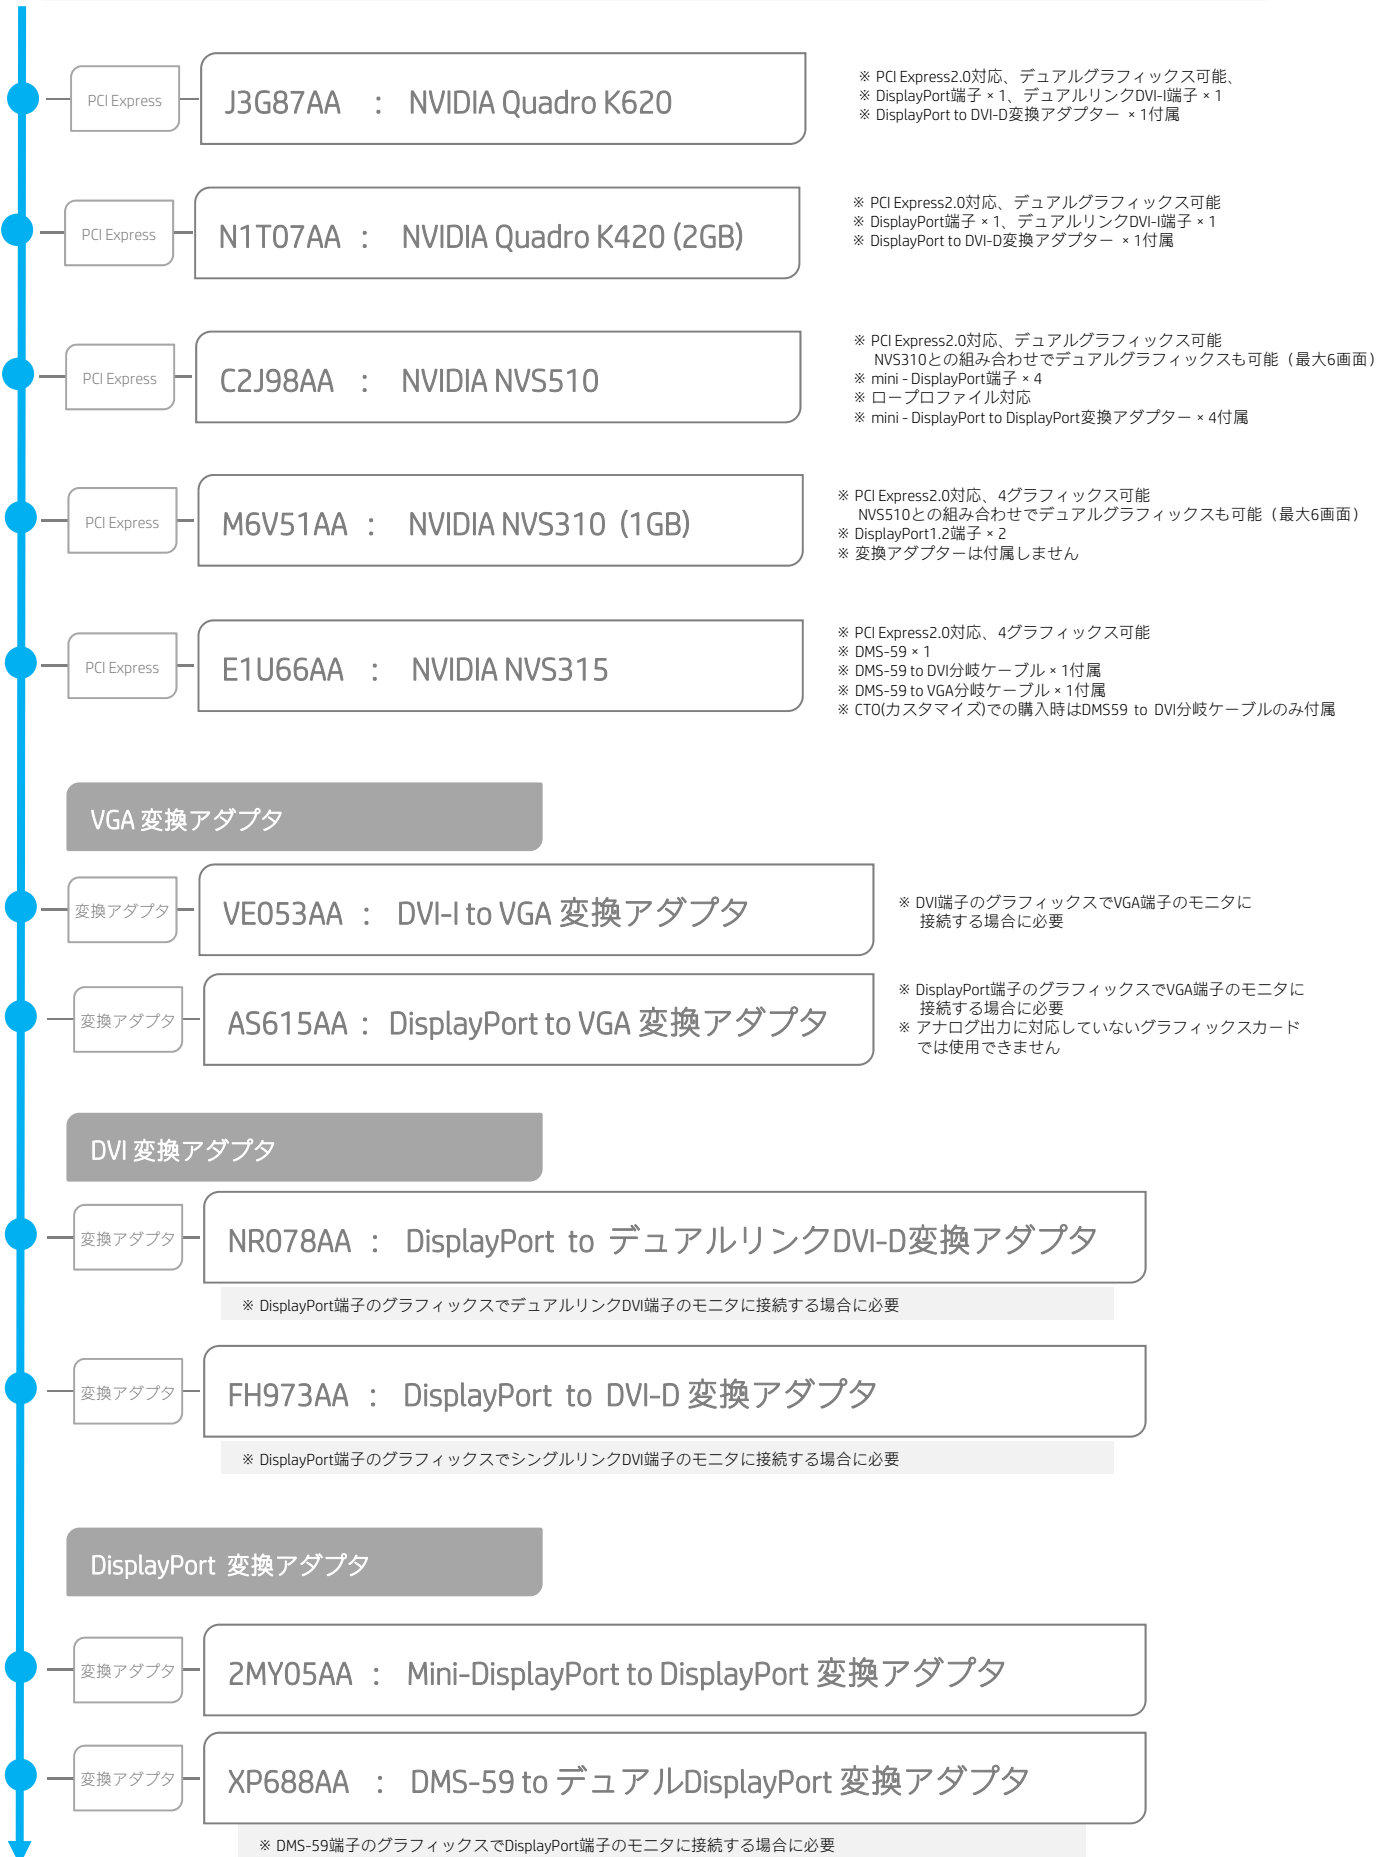 PCI Express
J3G87AA : NVIDIA Quadro K620
※ PCI Express2.0対応、デュアルグラフィックス可能、
※ DisplayPort端子 × 1、デュアルリンクDVI-I端子 × 1
※ DisplayPort to DVI-D変換アダプター × 1付属
PCI Express
N1T07AA : NVIDIA Quadro K420 (2GB)
※ PCI Express2.0対応、デュアルグラフィックス可能
※ DisplayPort端子 × 1、デュアルリンクDVI-I端子 × 1
※ DisplayPort to DVI-D変換アダプター × 1付属
PCI Express
C2J98AA : NVIDIA NVS510
※ PCI Express2.0対応、デュアルグラフィックス可能
NVS310との組み合わせでデュアルグラフィックスも可能（最大6画面）
※ mini - DisplayPort端子 × 4
※ ロープロファイル対応
※ mini - DisplayPort to DisplayPort変換アダプター × 4付属
PCI Express
M6V51AA : NVIDIA NVS310 (1GB)
※ PCI Express2.0対応、4グラフィックス可能
NVS510との組み合わせでデュアルグラフィックスも可能（最大6画面）
※ DisplayPort1.2端子 × 2
※ 変換アダプターは付属しません
PCI Express
E1U66AA : NVIDIA NVS315
※ PCI Express2.0対応、4グラフィックス可能
※ DMS-59 × 1
※ DMS-59 to DVI分岐ケーブル × 1付属
※ DMS-59 to VGA分岐ケーブル × 1付属
※ CTO(カスタマイズ)での購入時はDMS59 to DVI分岐ケーブルのみ付属
VGA 変換アダプタ
変換アダプタ
VE053AA : DVI-I to VGA 変換アダプタ
※ DVI端子のグラフィックスでVGA端子のモニタに
接続する場合に必要
変換アダプタ
AS615AA : DisplayPort to VGA 変換アダプタ
※ DisplayPort端子のグラフィックスでVGA端子のモニタに
接続する場合に必要
※ アナログ出力に対応していないグラフィックスカード
では使用できません
DVI 変換アダプタ
変換アダプタ
NR078AA : DisplayPort to デュアルリンクDVI-D変換アダプタ
※ DisplayPort端子のグラフィックスでデュアルリンクDVI端子のモニタに接続する場合に必要
変換アダプタ
FH973AA : DisplayPort to DVI-D 変換アダプタ
※ DisplayPort端子のグラフィックスでシングルリンクDVI端子のモニタに接続する場合に必要
DisplayPort 変換アダプタ
変換アダプタ
2MY05AA : Mini-DisplayPort to DisplayPort 変換アダプタ
変換アダプタ
XP688AA : DMS-59 to デュアルDisplayPort 変換アダプタ
※ DMS-59端子のグラフィックスでDisplayPort端子のモニタに接続する場合に必要